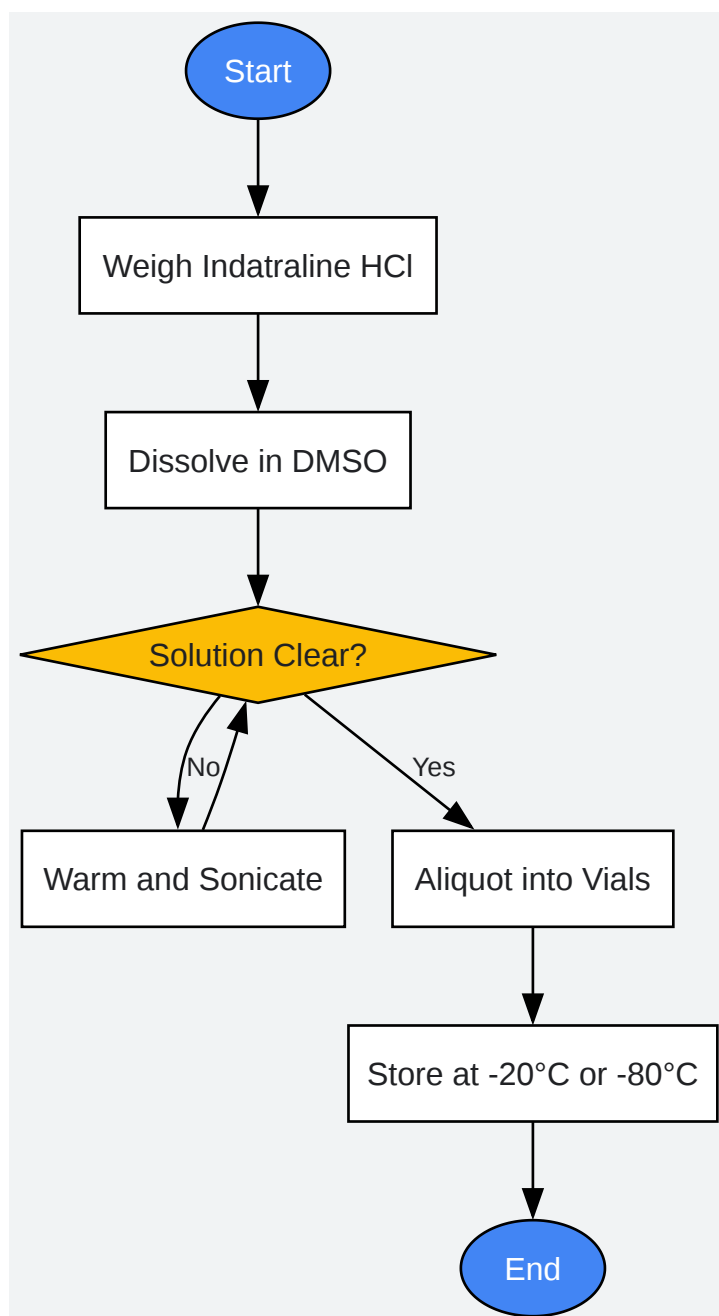 Start
Weigh Indatraline HCl
Dissolve in DMSO
Solution Clear?
No
Yes
Warm and Sonicate
Aliquot into Vials
Store at -20°C or -80°C
End